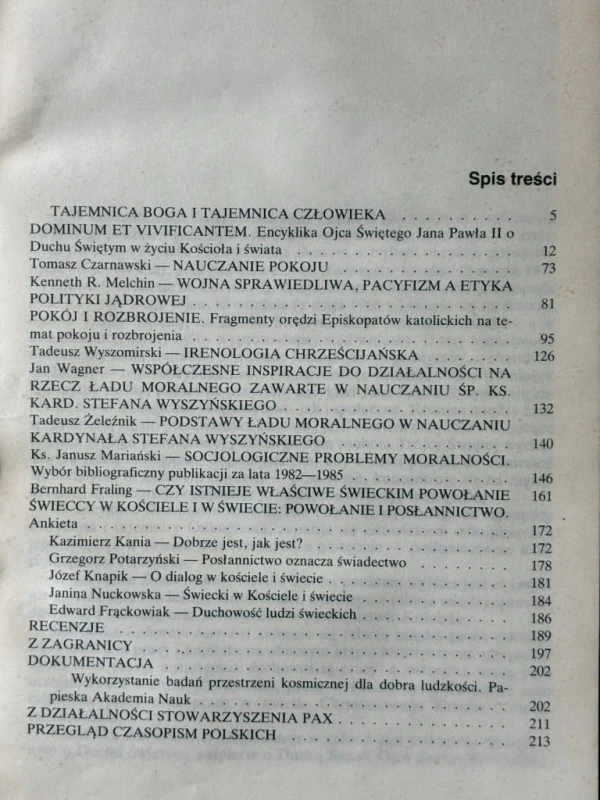 Spis treści
TAJEMNICA BOGA I TAJEMNICA CZŁOWIEKA . . . . . . . . . . 5
DOMINUM ET VIVIFICANTEM. Encyklika Ojca Świętego Jana Pawła II o
Duchu Świętym w życiu Kościoła i świata . . . . . . . . . . 12
Tomasz Czarnawski — NAUCZANIE POKOJU . . . . . . . . . . 73
Kenneth R. Melchin — WOJNA SPRAWIEDLIWA, PACYFIZM A ETYKA
POLITYKI JĄDROWEJ . . . . . . . . . . 81
POKÓJ I ROZBROJENIE. Fragmenty orędzi Episkopatów katolickich na te-
mat pokoju i rozbrojenia . . . . . . . . . . 95
Tadeusz Wyszomirski — IRENOLOGIA CHRZEŚCIJAŃSKA . . . . . . . 126
Jan Wagner — WSPÓŁCZESNE INSPIRACJE DO DZIAŁALNOŚCI NA
RZECZ ŁADU MORALNEGO ZAWARTE W NAUCZANIU ŚP. KS.
KARD. STEFANA WYSZYŃSKIEGO . . . . . . . . . . 132
Tadeusz Żeleźnik — PODSTAWY ŁADU MORALNEGO W NAUCZANIU
KARDYNAŁA STEFANA WYSZYŃSKIEGO . . . . . . . . . . 140
Ks. Janusz Mariański — SOCJOLOGICZNE PROBLEMY MORALNOŚCI.
Wybór bibliograficzny publikacji za lata 1982—1985 . . . . . . . . . . 146
Bernhard Fraling — CZY ISTNIEJE WŁAŚCIWE ŚWIECKIM POWOŁANIE 161
ŚWIECCY W KOŚCIELE I W ŚWIECIE: POWOŁANIE I POSŁANNICTWO.
Ankieta . . . . . . . . . . 172
Kazimierz Kania — Dobrze jest, jak jest? . . . . . . . . . . 172
Grzegorz Potarzyński — Posłannictwo oznacza świadectwo . . . . . . . 178
Józef Knapik — O dialog w kościele i świecie . . . . . . . . . . 181
Janina Nuckowska — Świecki w Kościele i świecie . . . . . . . . . . 184
Edward Frąckowiak — Duchowość ludzi świeckich . . . . . . . . . . 186
RECENZJE . . . . . . . . . . 189
Z ZAGRANICY . . . . . . . . . . 197
DOKUMENTACJA . . . . . . . . . . 202
Wykorzystanie badań przestrzeni kosmicznej dla dobra ludzkości. Pa-
pieska Akademia Nauk . . . . . . . . . . 202
Z DZIAŁALNOŚCI STOWARZYSZENIA PAX . . . . . . . . . . 211
PRZEGLĄD CZASOPISM POLSKICH . . . . . . . . . . 213